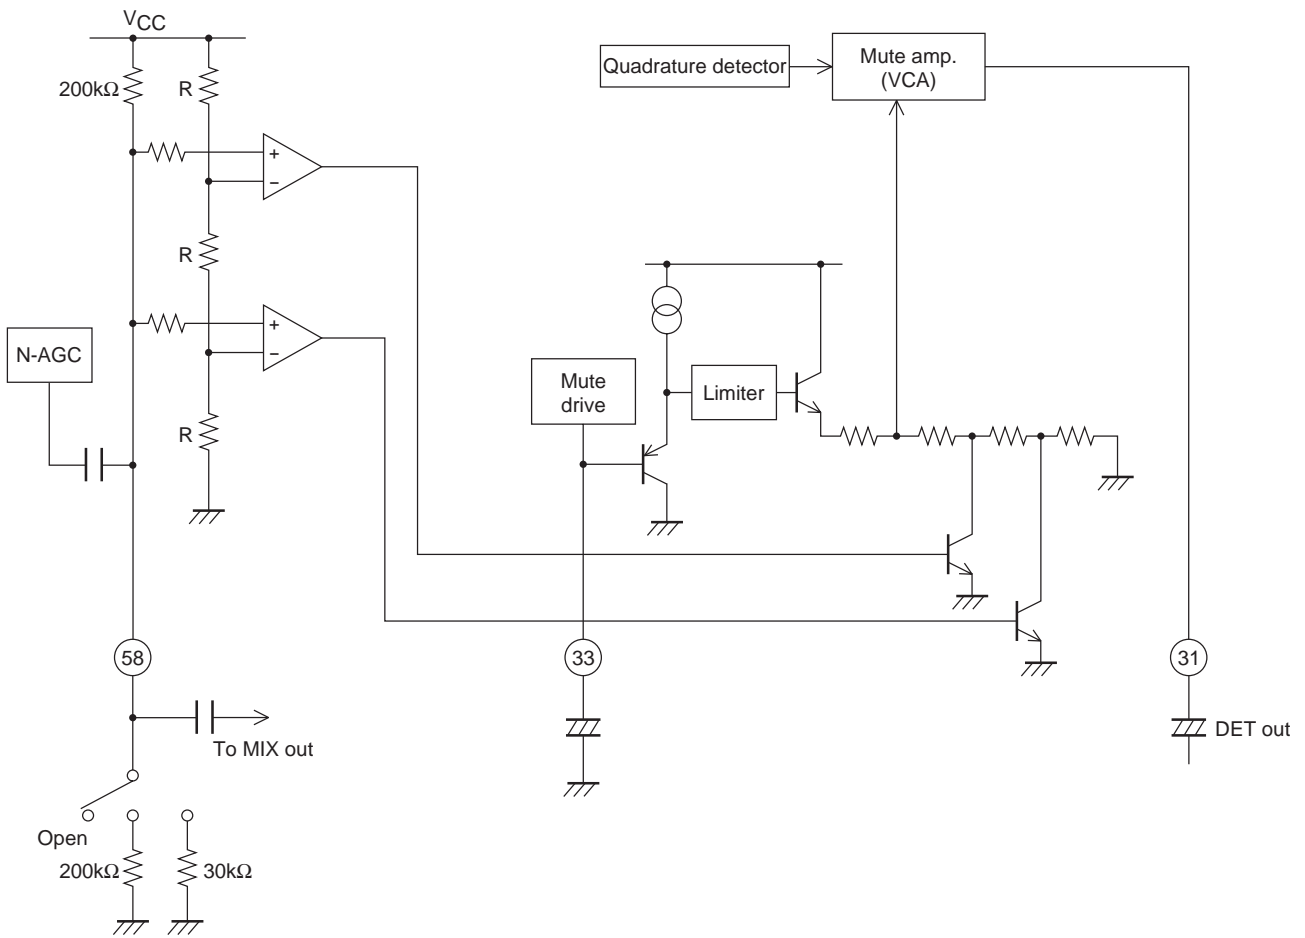 VCC
200kΩ
R
+
−
R
+
−
N-AGC
R
58
To MIX out
Open
200kΩ
30kΩ
Quadrature detector
Mute amp.
(VCA)
Mute
drive
Limiter
33
31
DET out